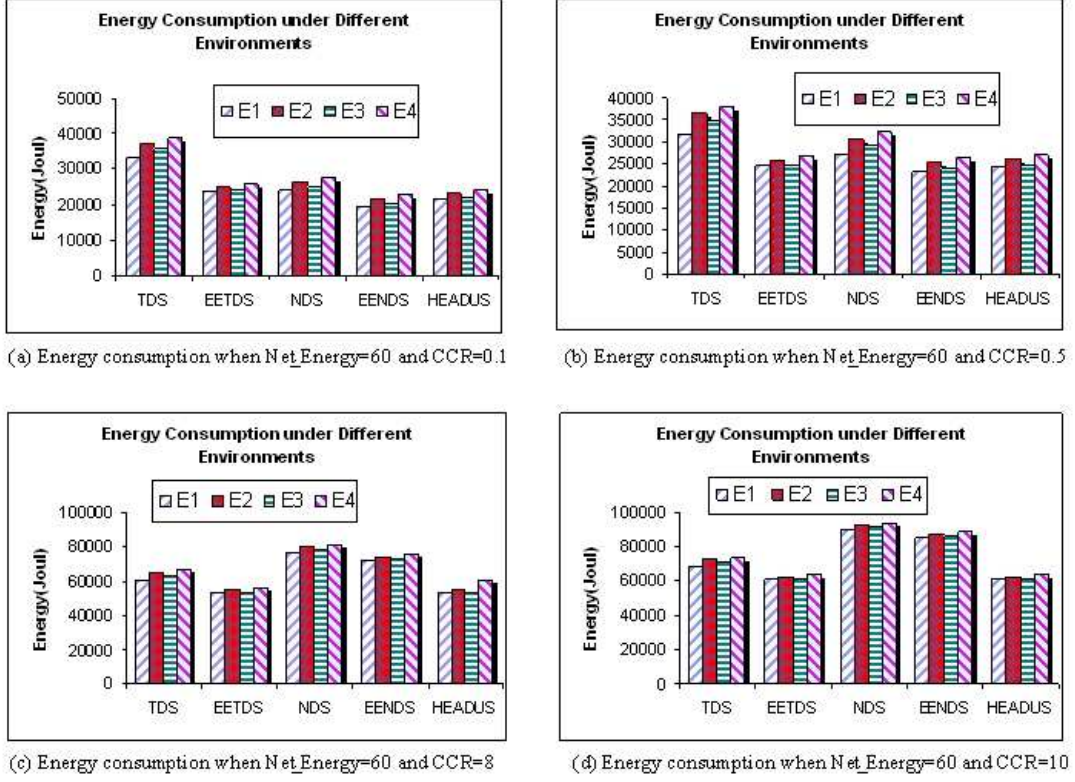 Energy Consumption under Different
Environments
E1 E2 E3 E4
Energy(Joul)
50000
40000
30000
20000
10000
0
TDS EETDS NDS EENDS HEADUS
(a) Energy consumption when Net_Energy=60 and CCR=0.1
Energy Consumption under Different
Environments
E1 E2 E3 E4
Energy(Joul)
40000
35000
30000
25000
20000
15000
10000
5000
0
TDS EETDS NDS EENDS HEADUS
(b) Energy consumption when Net_Energy=60 and CCR=0.5
Energy Consumption under Different
Environments
E1 E2 E3 E4
Energy(Joul)
100000
80000
60000
40000
20000
0
TDS EETDS NDS EENDS HEADUS
(c) Energy consumption when Net_Energy=60 and CCR=8
Energy Consumption under Different
Environments
E1 E2 E3 E4
Energy(Joul)
100000
80000
60000
40000
20000
0
TDS EETDS NDS EENDS HEADUS
(d) Energy consumption when Net_Energy=60 and CCR=10